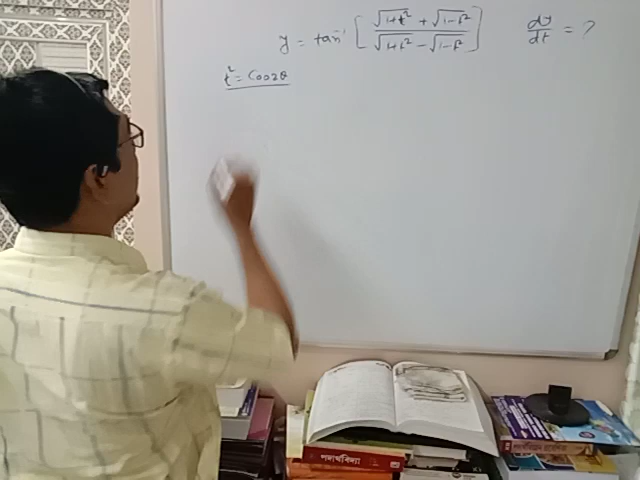 y = tan⁻¹ [ (√1+t² + √1-t²) / (√1+t² - √1-t²) ] dy/dt = ?
t² = Cos2θ
পদার্থবিদ্যা